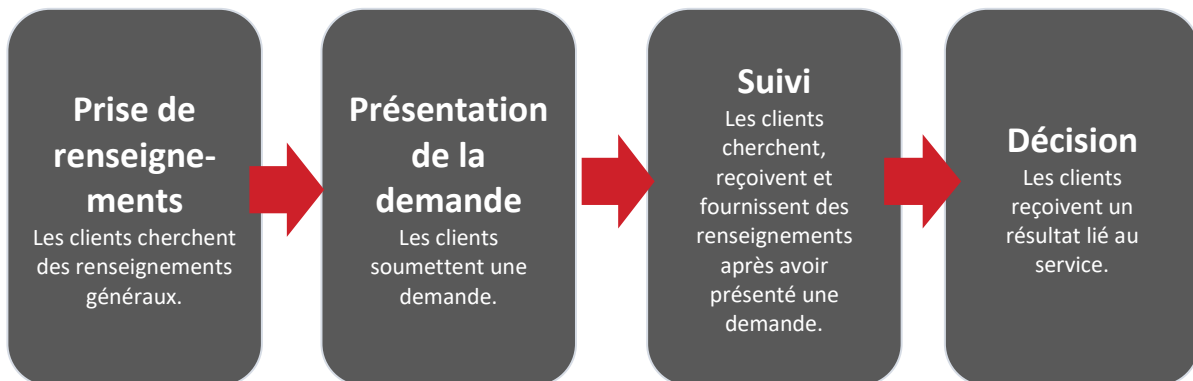 Prise de
renseigne-
ments
Les clients cherchent
des renseignements
généraux.
Présentation
de la
demande
Les clients
soumettent une
demande.
Suivi
Les clients
cherchent,
reçoivent et
fournissent des
renseignements
après avoir
présenté une
demande.
Décision
Les clients
reçoivent un
résultat lié au
service.